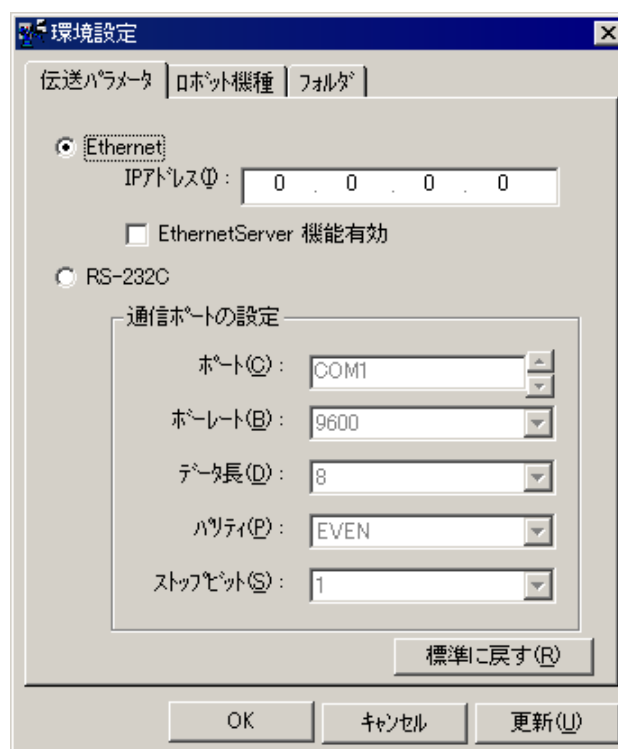 環境設定
伝送パラメータ ロボット機種 フォルダ
Ethernet
IPアドレス(I): 0 . 0 . 0 . 0
EthernetServer 機能有効
RS-232C
通信ポートの設定
ポート(C): COM1
ボーレート(B): 9600
データ長(D): 8
パリティ(P): EVEN
ストップビット(S): 1
標準に戻す(R)
OK キャンセル 更新(U)